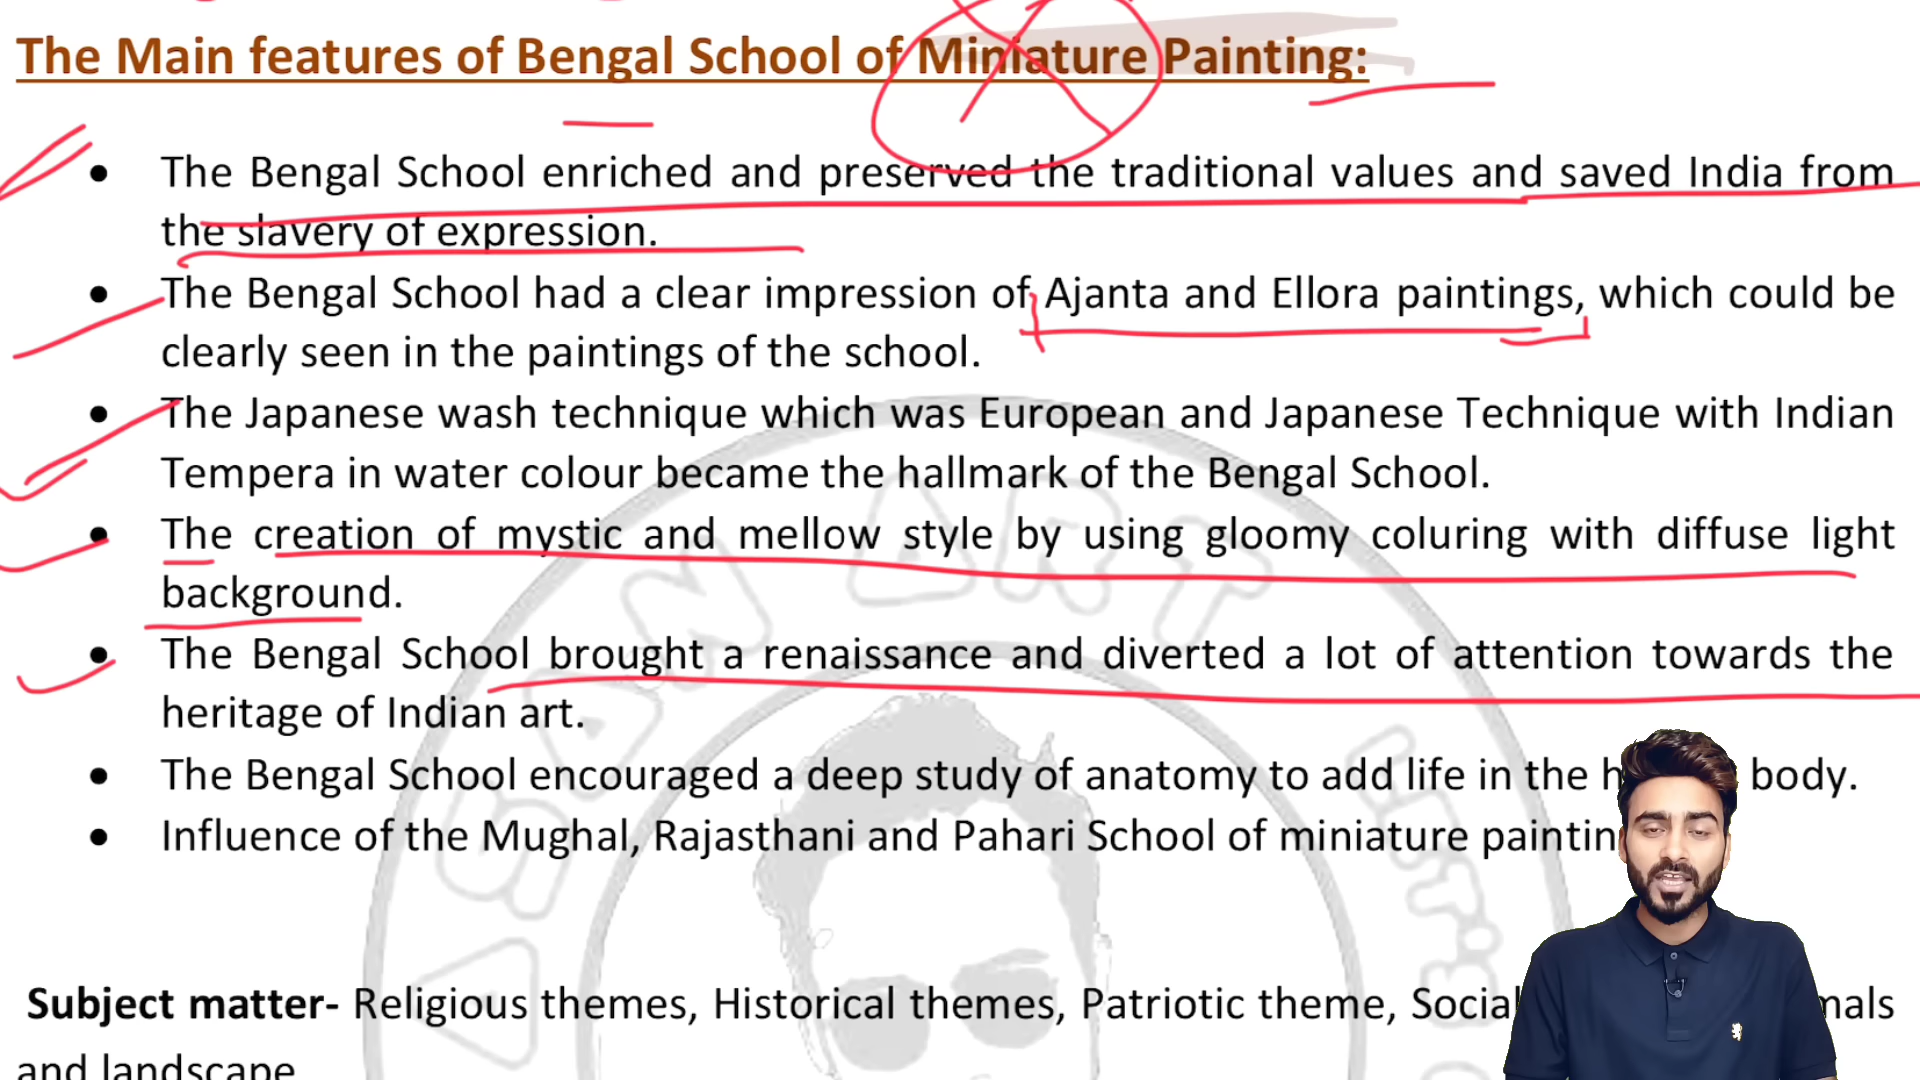 The Main features of Bengal School of Miniature Painting:
• The Bengal School enriched and preserved the traditional values and saved India from
the slavery of expression.
• The Bengal School had a clear impression of Ajanta and Ellora paintings, which could be
clearly seen in the paintings of the school.
• The Japanese wash technique which was European and Japanese Technique with Indian
Tempera in water colour became the hallmark of the Bengal School.
• The creation of mystic and mellow style by using gloomy coluring with diffuse light
background.
• The Bengal School brought a renaissance and diverted a lot of attention towards the
heritage of Indian art.
• The Bengal School encouraged a deep study of anatomy to add life in the body.
• Influence of the Mughal, Rajasthani and Pahari School of miniature
Subject matter- Religious themes, Historical themes, Patriotic theme,
and landscape
ART